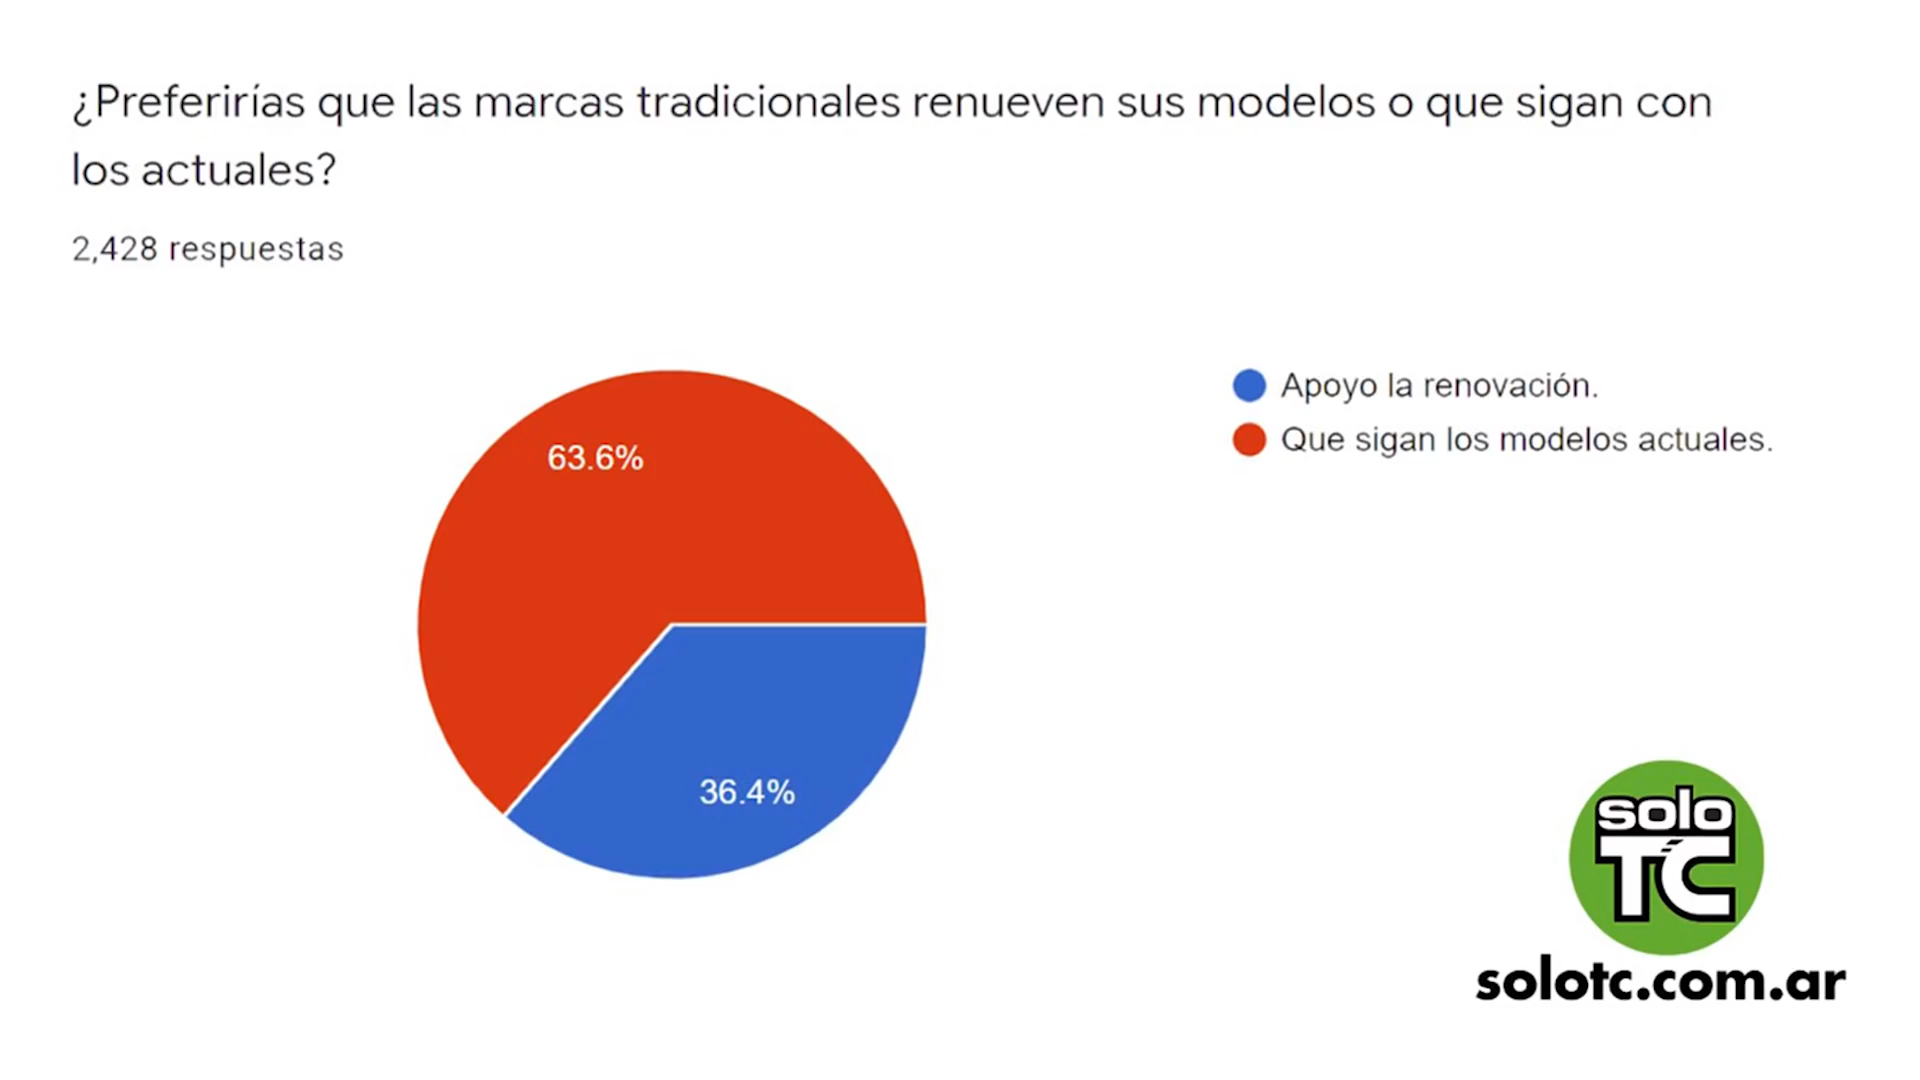 ¿Preferirías que las marcas tradicionales renueven sus modelos o que sigan con
los actuales?
2,428 respuestas
Apoyo la renovación.
Que sigan los modelos actuales.
63.6%
36.4%
solo
TC
solotc.com.ar